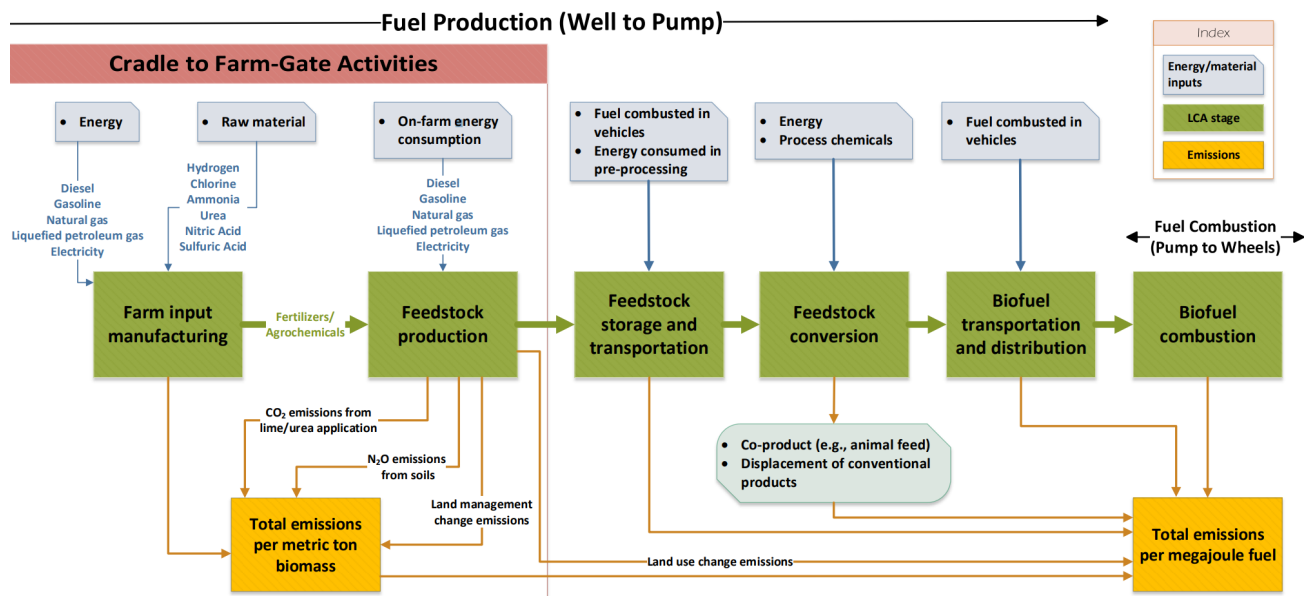 Fuel Production (Well to Pump)
Cradle to Farm-Gate Activities
Index
Energy/material
inputs
LCA stage
Emissions
• Energy
• Raw material
• On-farm energy
consumption
• Fuel combusted in
vehicles
• Energy consumed in
pre-processing
• Energy
• Process chemicals
• Fuel combusted in
vehicles
Diesel
Gasoline
Natural gas
Liquefied petroleum gas
Electricity
Hydrogen
Chlorine
Ammonia
Urea
Nitric Acid
Sulfuric Acid
Diesel
Gasoline
Natural gas
Liquefied petroleum gas
Electricity
Fuel Combustion
(Pump to Wheels)
Farm input
manufacturing
Fertilizers/
Agrochemicals
Feedstock
production
Feedstock
storage and
transportation
Feedstock
conversion
Biofuel
transportation
and distribution
Biofuel
combustion
CO₂ emissions from
lime/urea application
N₂O emissions
from soils
Land management
change emissions
• Co-product (e.g., animal feed)
• Displacement of conventional
products
Total emissions
per metric ton
biomass
Land use change emissions
Total emissions
per megajoule fuel